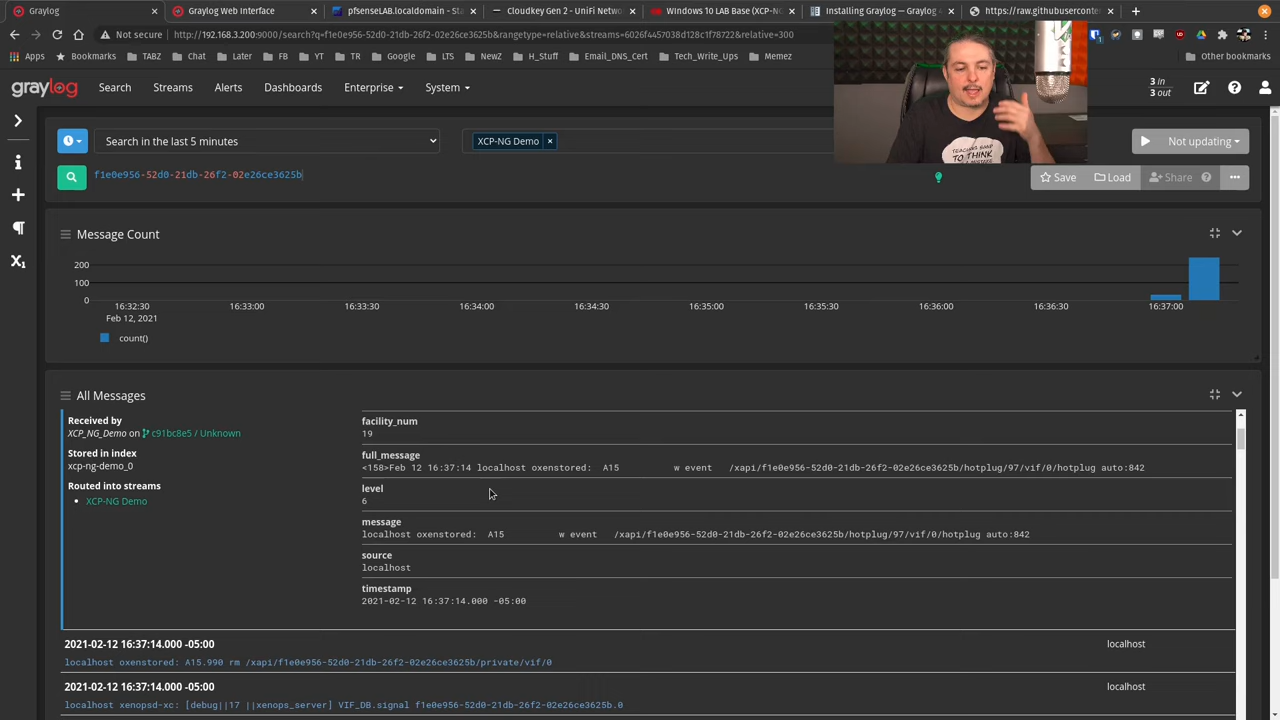 Graylog
Graylog Web Interface
pfsenseLAB.localdomain - Sta
Cloudkey Gen 2 - UniFi Netwo
Windows 10 LAB Base (XCP-N
Installing Graylog — Graylog 4
https://raw.githubuserconte
Not secure
http://192.168.3.200:9000/search?q=f1e0e956-52d0-21db-26f2-02e26ce3625b&rangetype=relative&streams=6026f4457038d128c1f78722&relative=300
Apps
Bookmarks
TABZ
Chat
Later
FB
YT
TR
Google
LTS
NewZ
H_Stuff
Email_DNS_cert
Tech_Write_Ups
Memez
Other bookmarks
graylog
Search
Streams
Alerts
Dashboards
Enterprise
System
3 in
3 out
Search in the last 5 minutes
XCP-NG Demo
Not updating
f1e0e956-52d0-21db-26f2-02e26ce3625b
Save
Load
Share
Message Count
200
100
0
16:32:30
16:33:00
16:33:30
16:34:00
16:34:30
16:35:00
16:35:30
16:36:00
16:36:30
16:37:00
Feb 12, 2021
count()
All Messages
Received by
XCP_NG_Demo on c91bc8e5 / Unknown
Stored in index
xcp-ng-demo_0
Routed into streams
XCP-NG Demo
facility_num
19
full_message
<158>Feb 12 16:37:14 localhost oxenstored: A15 w event /xapi/f1e0e956-52d0-21db-26f2-02e26ce3625b/hotplug/97/vif/0/hotplug auto:842
level
6
message
localhost oxenstored: A15 w event /xapi/f1e0e956-52d0-21db-26f2-02e26ce3625b/hotplug/97/vif/0/hotplug auto:842
source
localhost
timestamp
2021-02-12 16:37:14.000 -05:00
2021-02-12 16:37:14.000 -05:00
localhost
localhost oxenstored: A15.990 rm /xapi/f1e0e956-52d0-21db-26f2-02e26ce3625b/private/vif/0
2021-02-12 16:37:14.000 -05:00
localhost
localhost xenopsd-xc: [debug||17 ||xenops_server] VIF_DB.signal f1e0e956-52d0-21db-26f2-02e26ce3625b.0